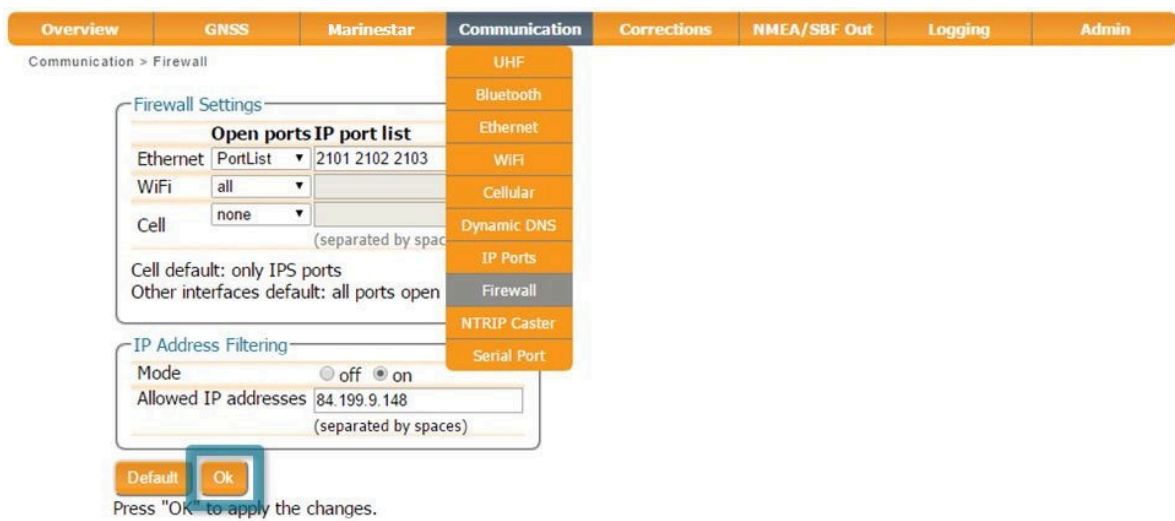 Overview GNSS Marinestar Communication Corrections NMEA/SBF Out Logging Admin
Communication > Firewall
UHF
Bluetooth
Ethernet
WiFi
Cellular
Dynamic DNS
IP Ports
Firewall
NTRIP Caster
Serial Port
Firewall Settings
Open ports IP port list
Ethernet PortList 2101 2102 2103
WiFi all
Cell none
(separated by spac
Cell default: only IPS ports
Other interfaces default: all ports open
IP Address Filtering
Mode off on
Allowed IP addresses 84.199.9.148
(separated by spaces)
Default Ok
Press "OK" to apply the changes.